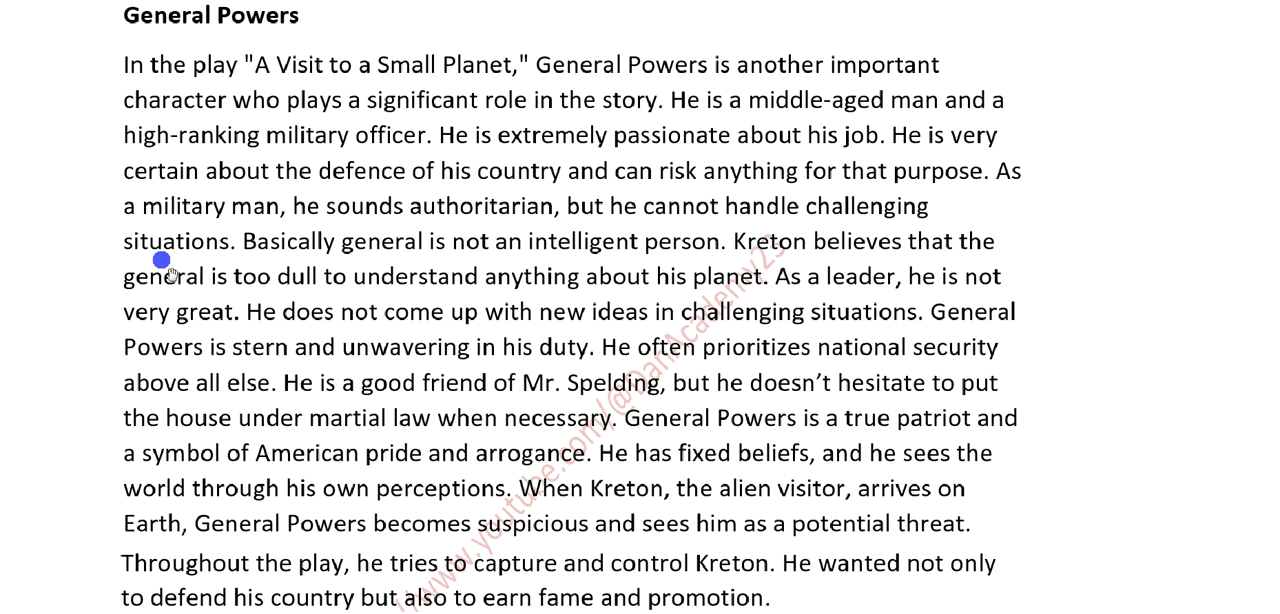 General Powers
In the play "A Visit to a Small Planet," General Powers is another important
character who plays a significant role in the story. He is a middle-aged man and a
high-ranking military officer. He is extremely passionate about his job. He is very
certain about the defence of his country and can risk anything for that purpose. As
a military man, he sounds authoritarian, but he cannot handle challenging
situations. Basically general is not an intelligent person. Kreton believes that the
general is too dull to understand anything about his planet. As a leader, he is not
very great. He does not come up with new ideas in challenging situations. General
Powers is stern and unwavering in his duty. He often prioritizes national security
above all else. He is a good friend of Mr. Spelding, but he doesn’t hesitate to put
the house under martial law when necessary. General Powers is a true patriot and
a symbol of American pride and arrogance. He has fixed beliefs, and he sees the
world through his own perceptions. When Kreton, the alien visitor, arrives on
Earth, General Powers becomes suspicious and sees him as a potential threat.
Throughout the play, he tries to capture and control Kreton. He wanted not only
to defend his country but also to earn fame and promotion.
//www.youtube.com/@DanAcademy23